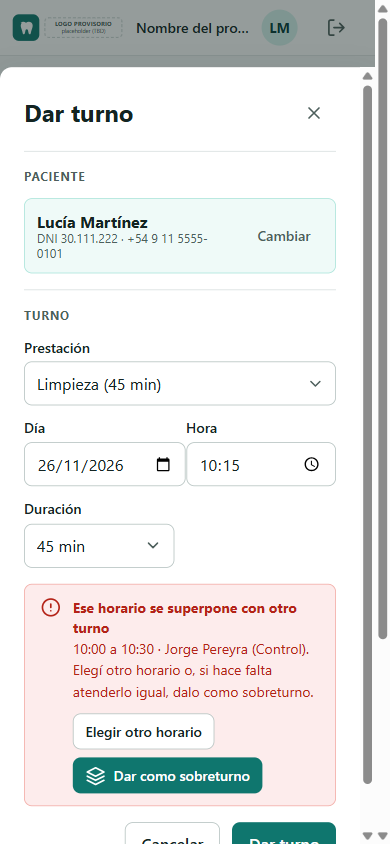 LOGO PROVISORIO
placeholder (TBD)
Nombre del pro...
LM
Dar turno
PACIENTE
Lucía Martínez
DNI 30.111.222 · +54 9 11 5555-
0101
Cambiar
TURNO
Prestación
Limpieza (45 min)
Día
Hora
26/11/2026
10:15
Duración
45 min
Ese horario se superpone con otro
turno
10:00 a 10:30 · Jorge Pereyra (Control).
Elegí otro horario o, si hace falta
atenderlo igual, dalo como sobreturno.
Elegir otro horario
Dar como sobreturno
Cancelar
Dar turno